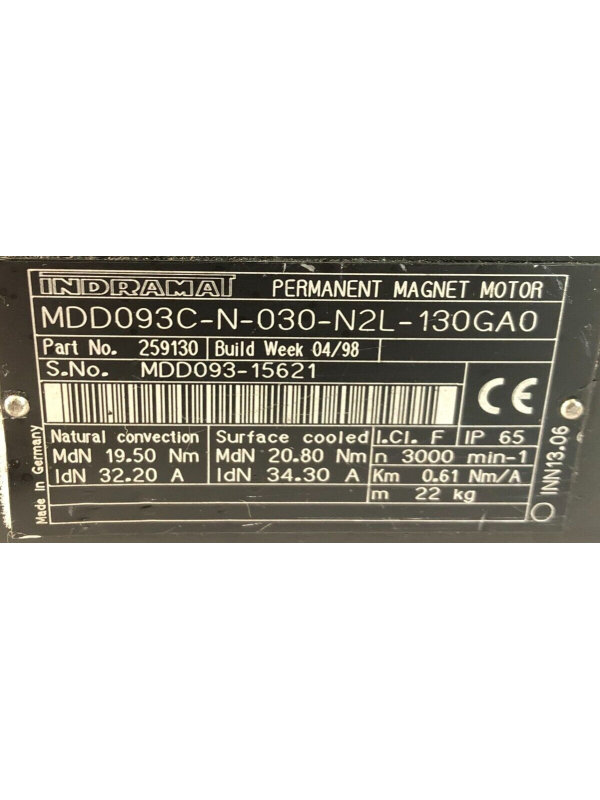 INDRAMAT PERMANENT MAGNET MOTOR
MDD093C-N-030-N2L-130GA0
Part No. 259130 Build Week 04/98
S.No. MDD093-15621
CE
Natural convection Surface cooled I.Cl. F IP 65
MdN 19.50 Nm MdN 20.80 Nm n 3000 min-1
IdN 32.20 A IdN 34.30 A Km 0.61 Nm/A
m 22 kg
Made in Germany
INN13.06